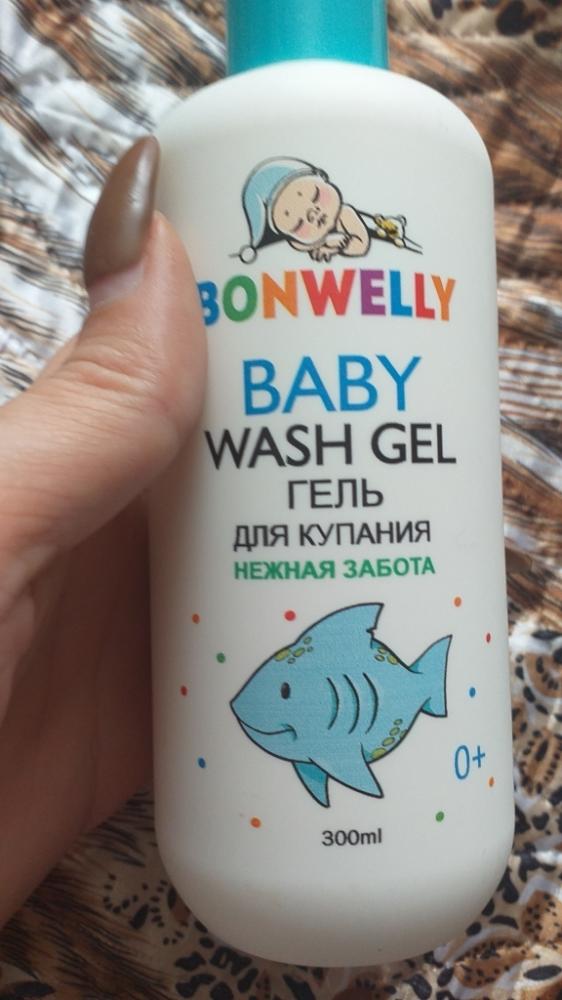 BONWELLY
BABY
WASH GEL
ГЕЛЬ
ДЛЯ КУПАНИЯ
НЕЖНАЯ ЗАБОТА
0+
300ml